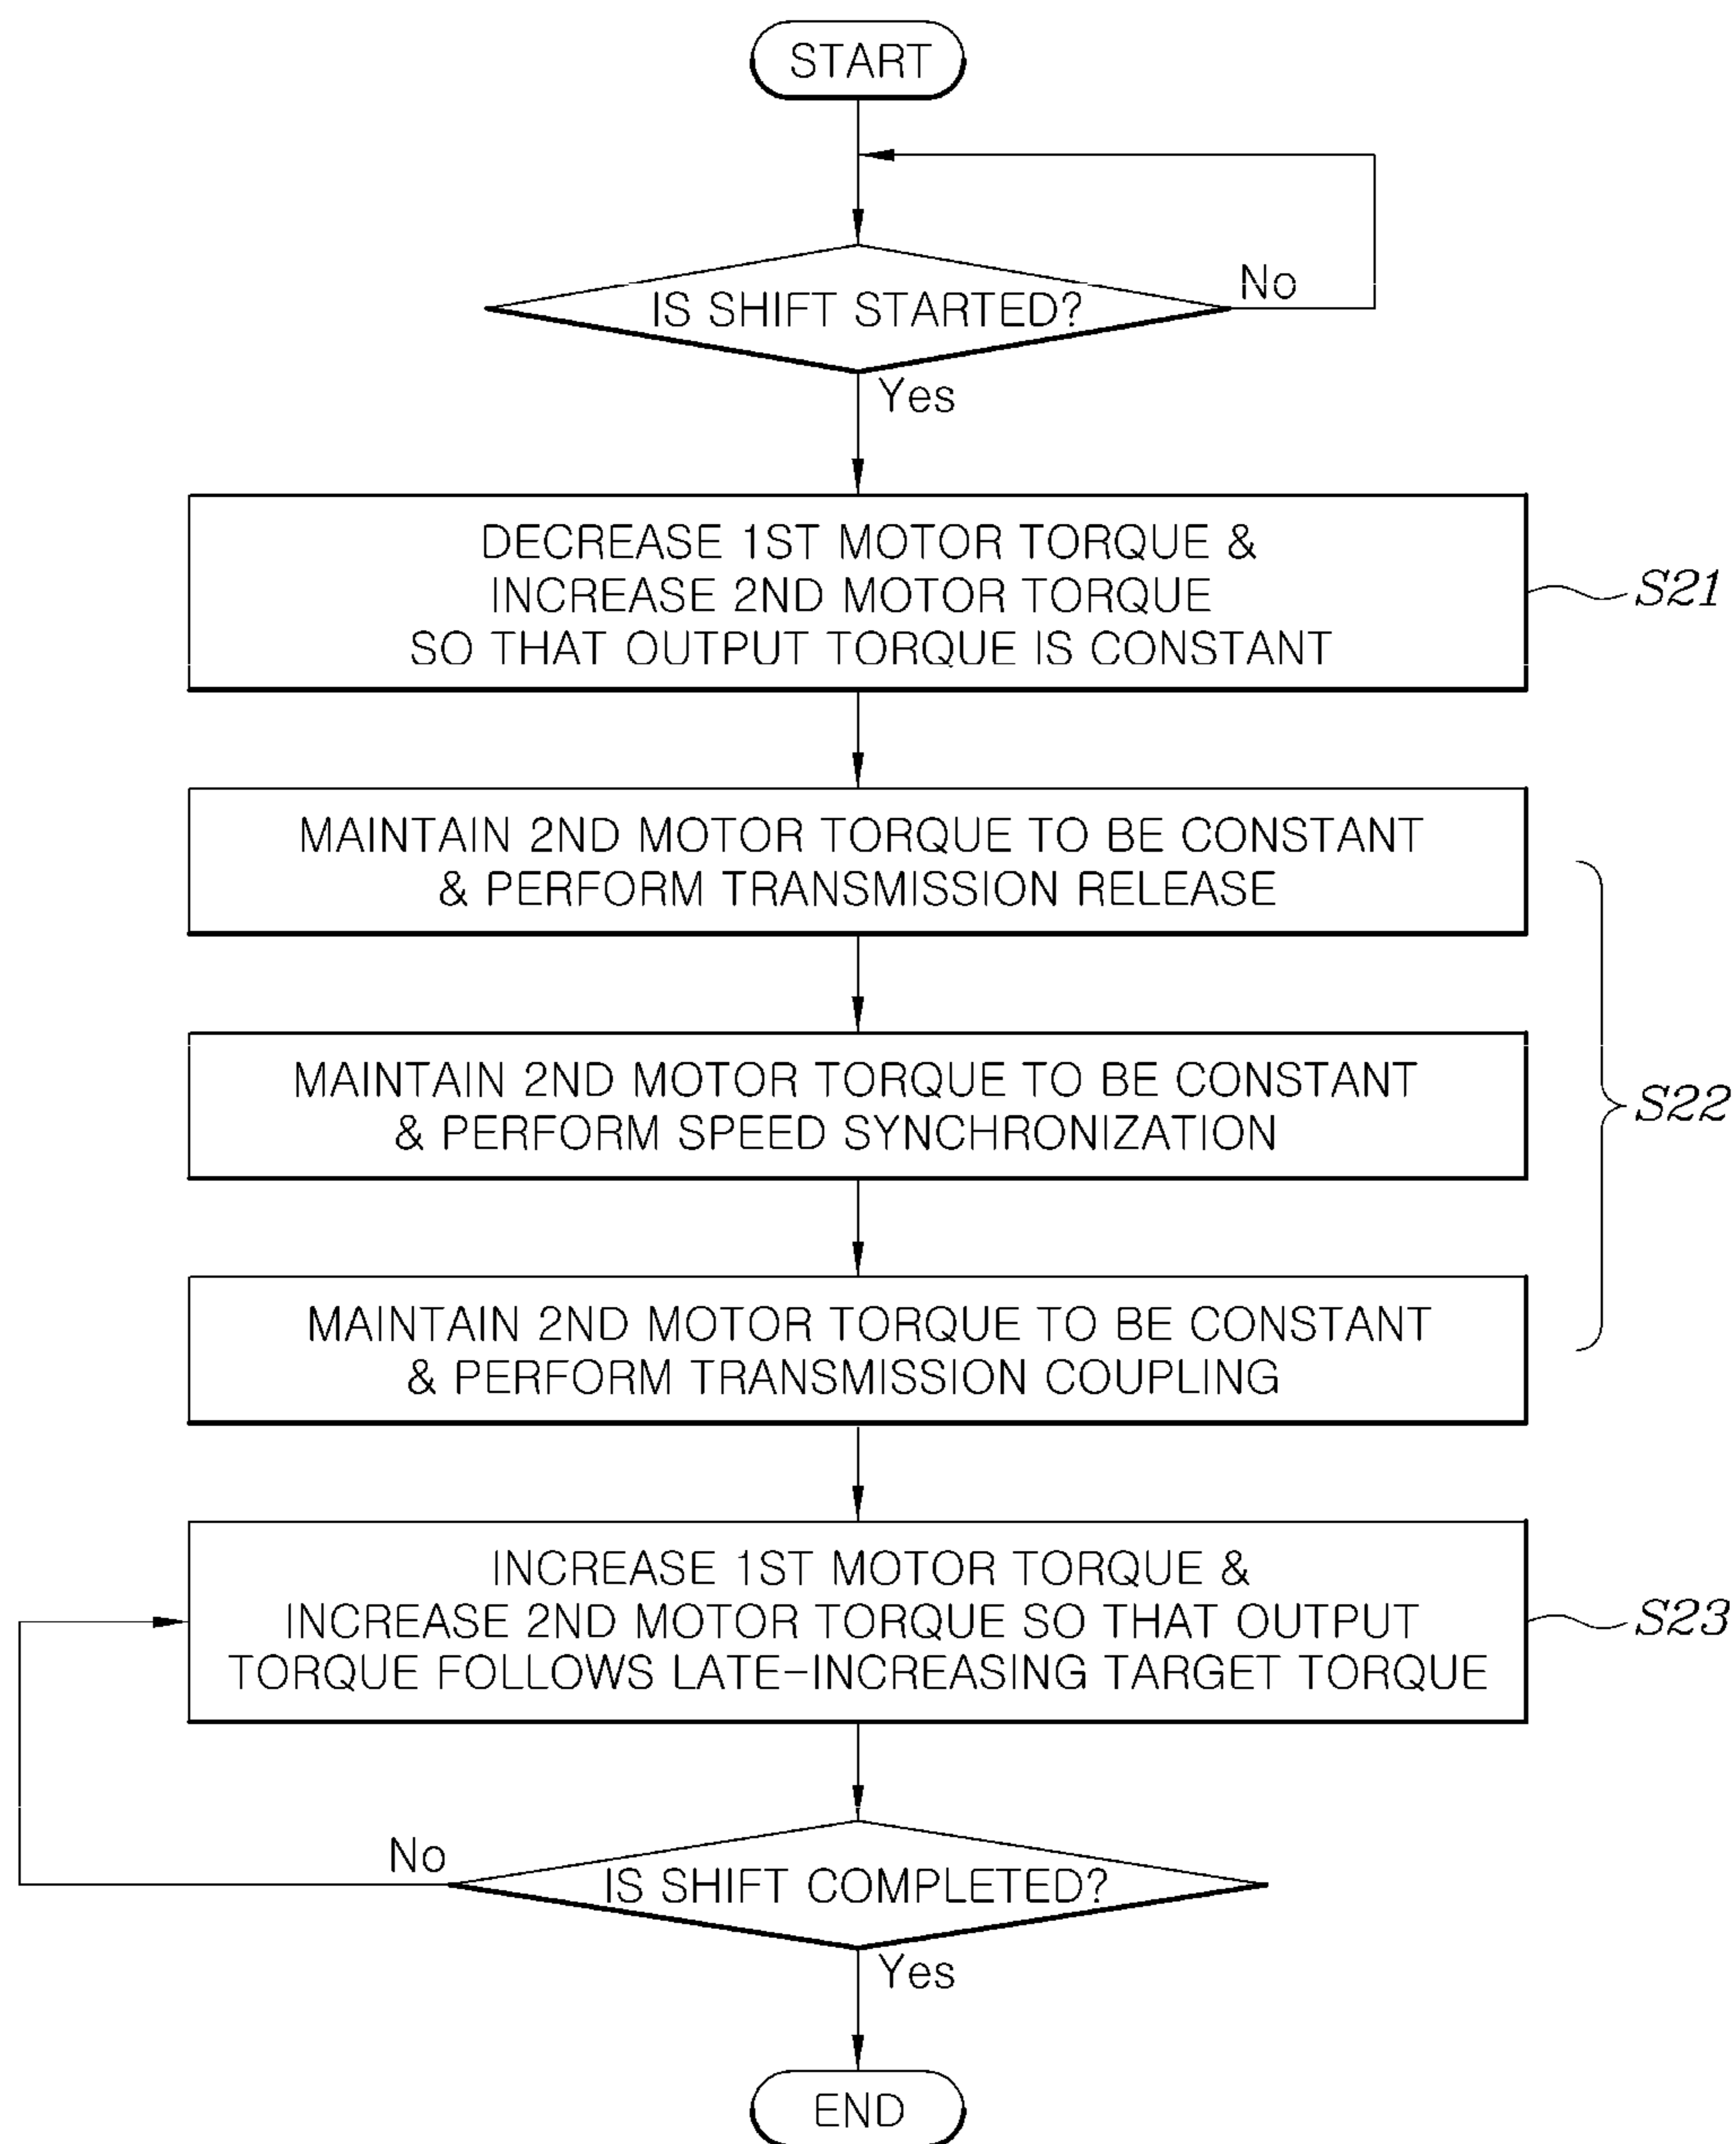 START
IS SHIFT STARTED?
No
Yes
DECREASE 1ST MOTOR TORQUE &
INCREASE 2ND MOTOR TORQUE
SO THAT OUTPUT TORQUE IS CONSTANT
S21
MAINTAIN 2ND MOTOR TORQUE TO BE CONSTANT
& PERFORM TRANSMISSION RELEASE
MAINTAIN 2ND MOTOR TORQUE TO BE CONSTANT
& PERFORM SPEED SYNCHRONIZATION
S22
MAINTAIN 2ND MOTOR TORQUE TO BE CONSTANT
& PERFORM TRANSMISSION COUPLING
INCREASE 1ST MOTOR TORQUE &
INCREASE 2ND MOTOR TORQUE SO THAT OUTPUT
TORQUE FOLLOWS LATE-INCREASING TARGET TORQUE
S23
No
IS SHIFT COMPLETED?
Yes
END